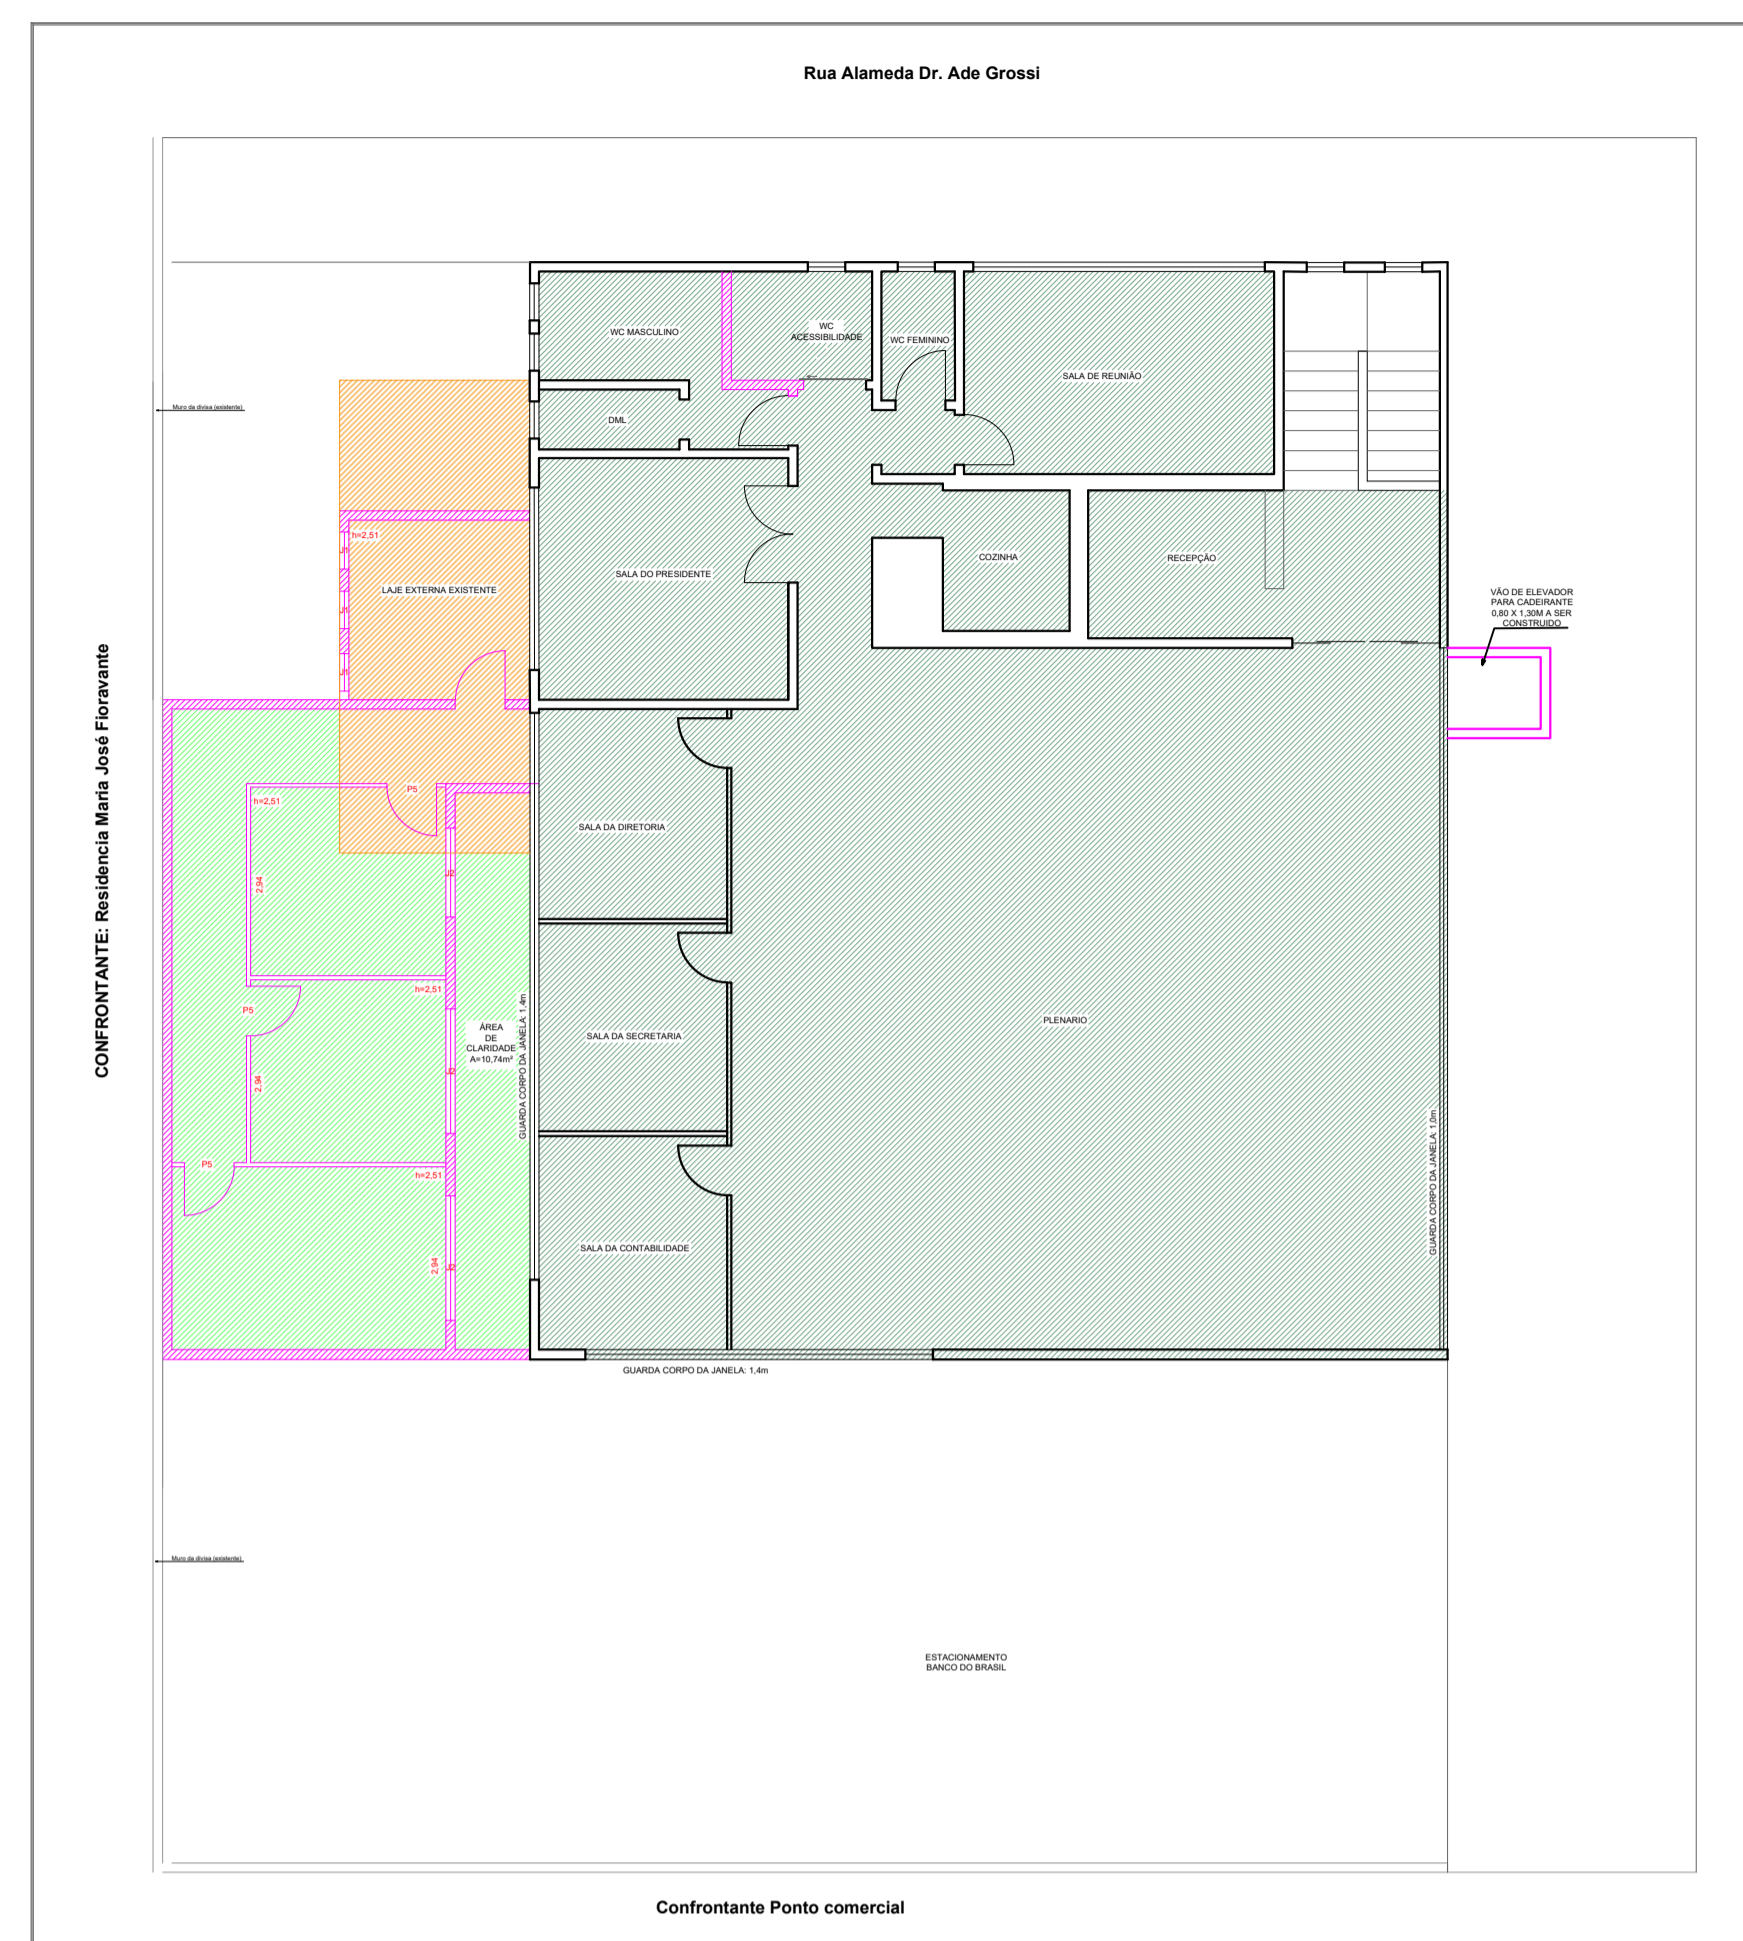 Rua Alameda Dr. Ade Grossi
WC MASCULINO
WC
ACESSIBILIDADE
WC FEMININO
SALA DE REUNIÃO
Muro da divisa (existente)
DML
h=2,51
J1
LAJE EXTERNA EXISTENTE
J1
J1
SALA DO PRESIDENTE
COZINHA
RECEPÇÃO
VÃO DE ELEVADOR
PARA CADEIRANTE
0,80 X 1,30M A SER
CONSTRUIDO
CONFRONTANTE: Residencia Maria José Fioravante
P5
h=2,51
2,94
J2
SALA DA DIRETORIA
h=2,51
P5
2,94
J2
ÁREA
DE
CLARIDADE
A=10,74m²
GUARDA CORPO DA JANELA: 1,4m
SALA DA SECRETARIA
PLENARIO
GUARDA CORPO DA JANELA: 1,0m
P5
h=2,51
2,94
J2
SALA DA CONTABILIDADE
GUARDA CORPO DA JANELA: 1,4m
Muro da divisa (existente)
ESTACIONAMENTO
BANCO DO BRASIL
Confrontante Ponto comercial